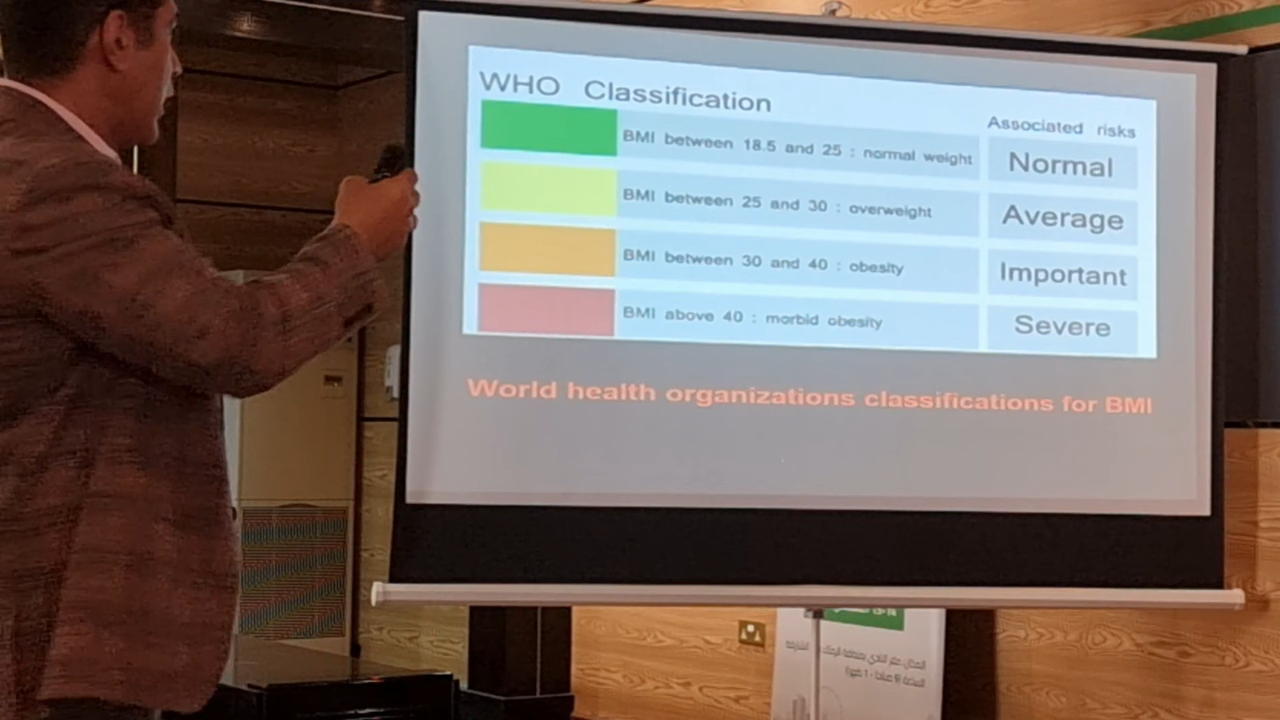 WHO Classification
Associated risks
BMI between 18.5 and 25 : normal weight
Normal
BMI between 25 and 30 : overweight
Average
BMI between 30 and 40 : obesity
Important
BMI above 40 : morbid obesity
Severe
World health organizations classifications for BMI